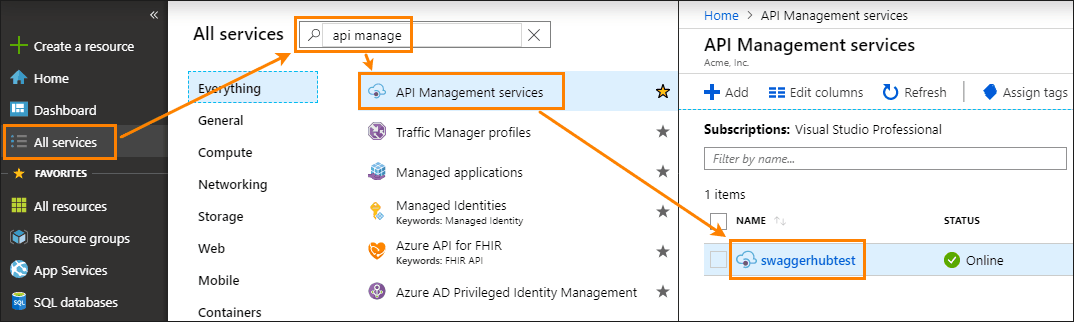 «
Create a resource
Home
Dashboard
All services
FAVORITES
All resources
Resource groups
App Services
SQL databases
All services
api manage
Everything
General
Compute
Networking
Storage
Web
Mobile
Containers
API Management services
Traffic Manager profiles
Managed applications
Managed Identities
Keywords: Managed Identity
Azure API for FHIR
Keywords: FHIR API
Azure AD Privileged Identity Management
Home > API Management services
API Management services
Acme, Inc.
Add Edit columns Refresh Assign tags
Subscriptions: Visual Studio Professional
Filter by name...
1 items
NAME STATUS
swaggerhubtest Online